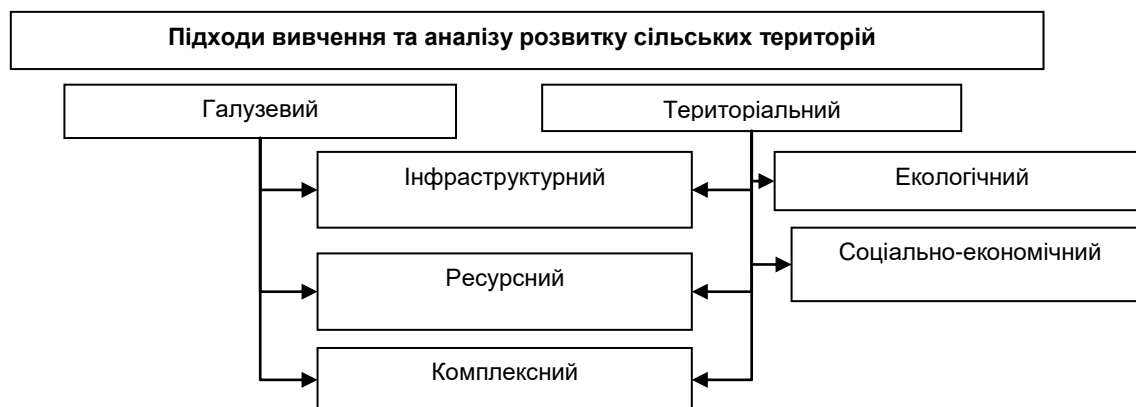 Підходи вивчення та аналізу розвитку сільських територій
Галузевий
Територіальний
Інфраструктурний
Екологічний
Соціально-економічний
Ресурсний
Комплексний